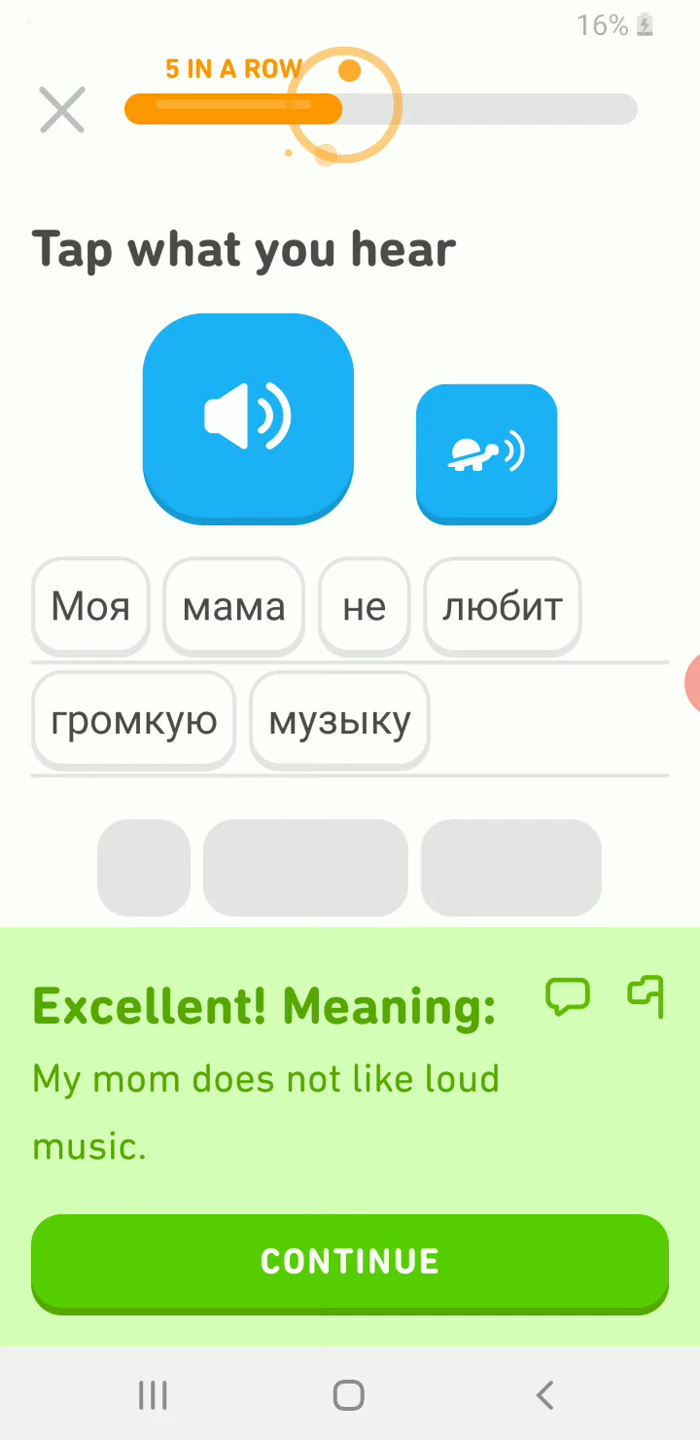 16%
5 IN A ROW
Tap what you hear
Моя мама не любит
громкую музыку
Excellent! Meaning:
My mom does not like loud
music.
CONTINUE